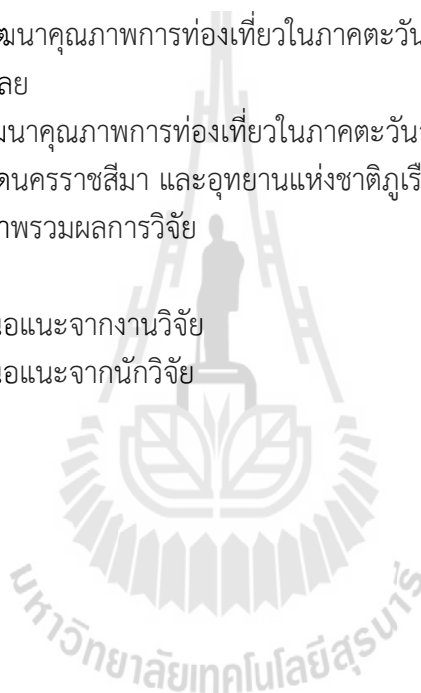 ฒนาคุณภาพการท่องเที่ยวในภาคตะวัน
ลย
ฒนาคุณภาพการท่องเที่ยวในภาคตะวัน
ดนครราชสีมา และอุทยานแห่งชาติภูเรื
าพรวมผลการวิจัย
นอแนะจากงานวิจัย
นอแนะจากนักวิจัย
มหาวิทยาลัยเทคโนโลยีสุรนารี